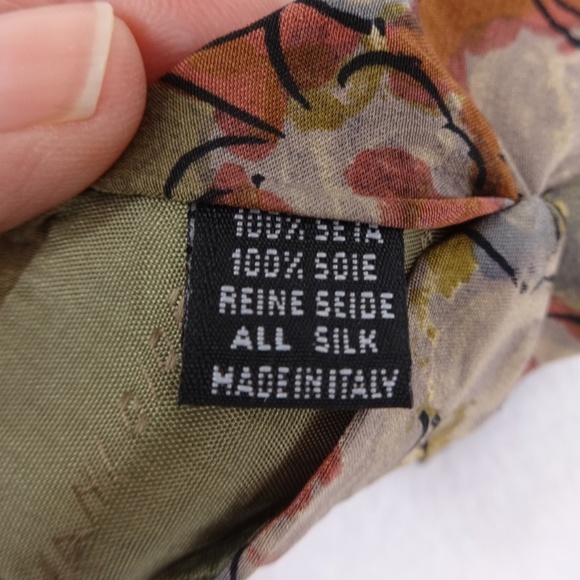 100% SETA
100% SOIE
REINE SEIDE
ALL SILK
MADE IN ITALY